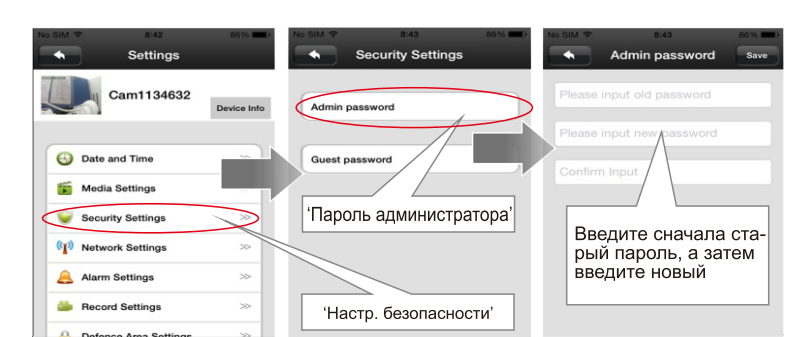 No SIM 8:42 86%
Settings
Cam1134632
Device Info
Date and Time
Media Settings
Security Settings
Network Settings
Alarm Settings
Record Settings
Defence Area Settings
'Настр. безопасности'
No SIM 8:43 86%
Security Settings
Admin password
Guest password
'Пароль администратора'
No SIM 8:43 86%
Admin password Save
Please input old password
Please input new password
Confirm Input
Введите сначала ста-
рый пароль, а затем
введите новый